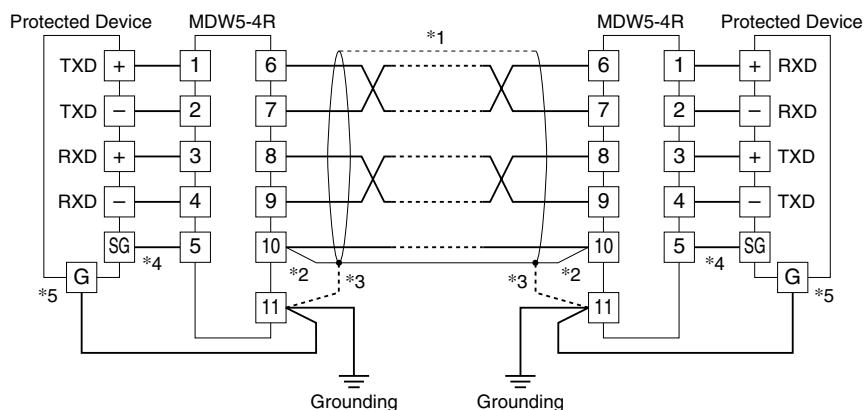 Protected Device MDW5-4R MDW5-4R Protected Device
*1
TXD + 1 6 6 1 + RXD
TXD – 2 7 7 2 – RXD
RXD + 3 8 8 3 + TXD
RXD – 4 9 9 4 – TXD
SG *4 5 10 10 5 *4 SG
*2 *3 *3 *2
*5 G 11 11 G *5
Grounding Grounding